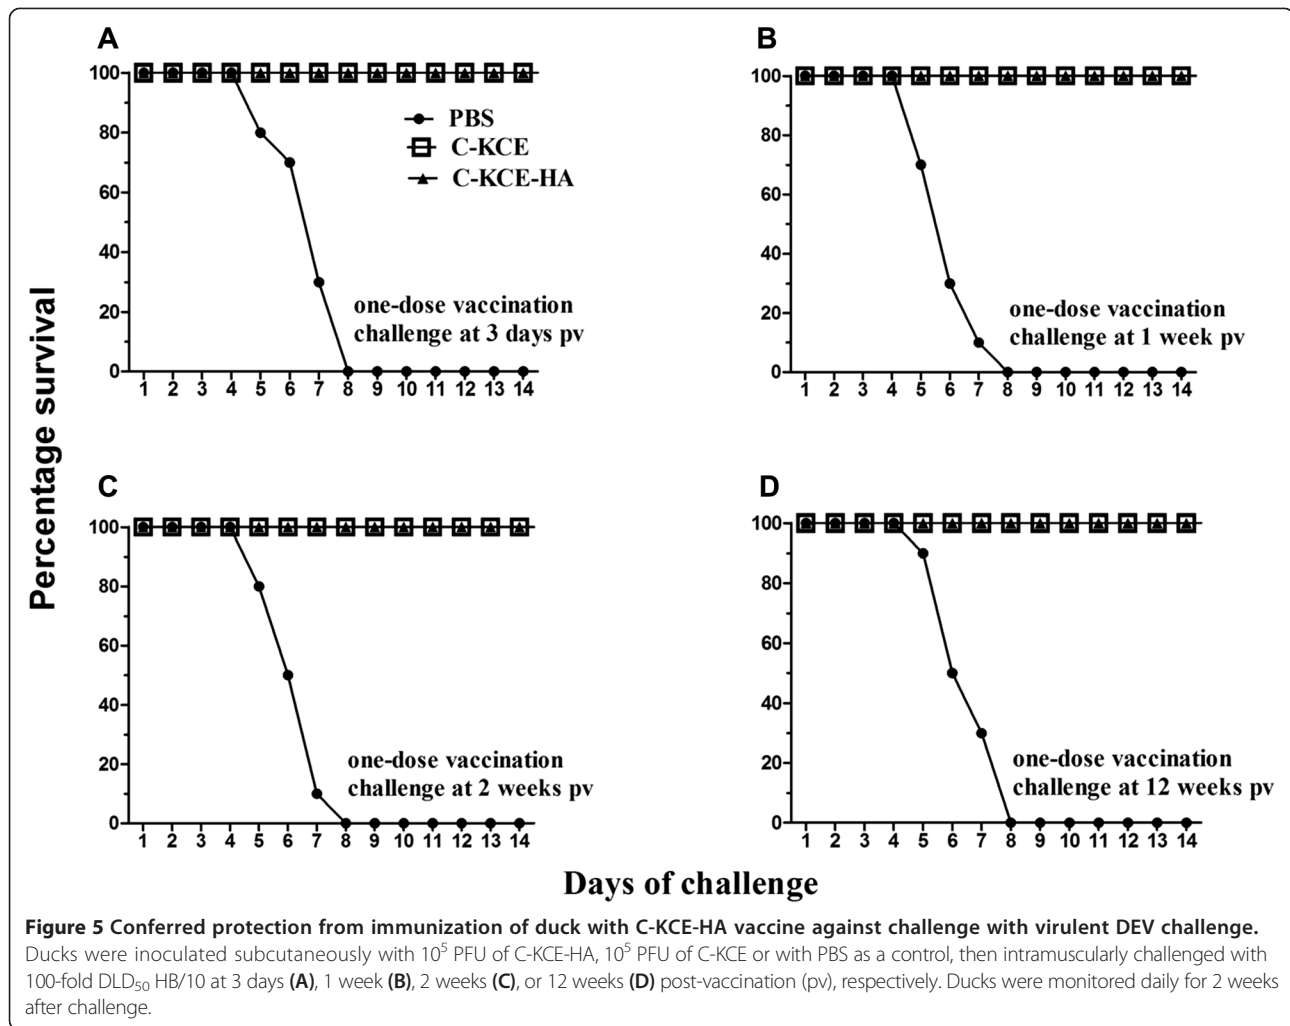 A
100
80
60
40
20
0
1 2 3 4 5 6 7 8 9 10 11 12 13 14
PBS
C-KCE
C-KCE-HA
one-dose vaccination
challenge at 3 days pv
B
100
80
60
40
20
0
1 2 3 4 5 6 7 8 9 10 11 12 13 14
one-dose vaccination
challenge at 1 week pv
Percentage survival
C
100
80
60
40
20
0
1 2 3 4 5 6 7 8 9 10 11 12 13 14
one-dose vaccination
challenge at 2 weeks pv
D
100
80
60
40
20
0
1 2 3 4 5 6 7 8 9 10 11 12 13 14
one-dose vaccination
challenge at 12 weeks pv
Days of challenge
Figure 5 Conferred protection from immunization of duck with C-KCE-HA vaccine against challenge with virulent DEV challenge.
Ducks were inoculated subcutaneously with 10⁵ PFU of C-KCE-HA, 10⁵ PFU of C-KCE or with PBS as a control, then intramuscularly challenged with
100-fold DLD₅₀ HB/10 at 3 days (A), 1 week (B), 2 weeks (C), or 12 weeks (D) post-vaccination (pv), respectively. Ducks were monitored daily for 2 weeks
after challenge.